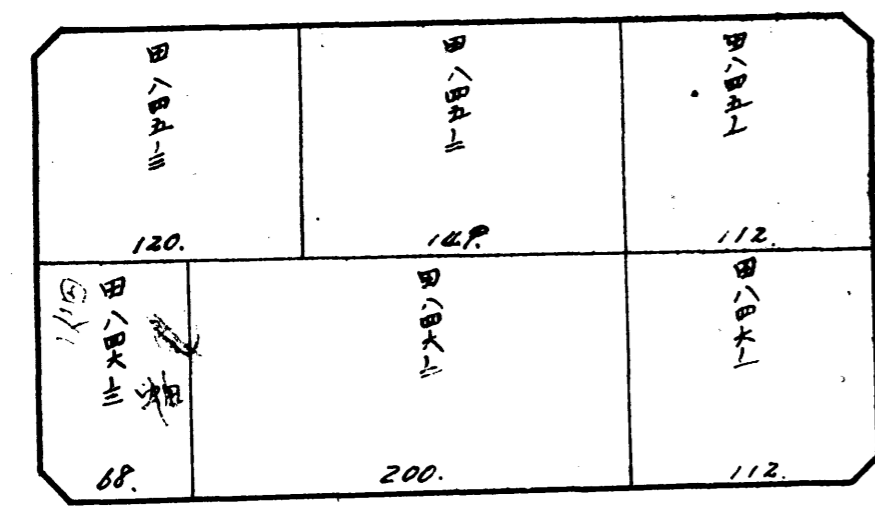 田 八四五ノ三
120.
田 八四五ノ二
149.
田 八四五ノ一
112.
田 八四六ノ三
68.
田 八四六ノ二
200.
田 八四六ノ一
112.